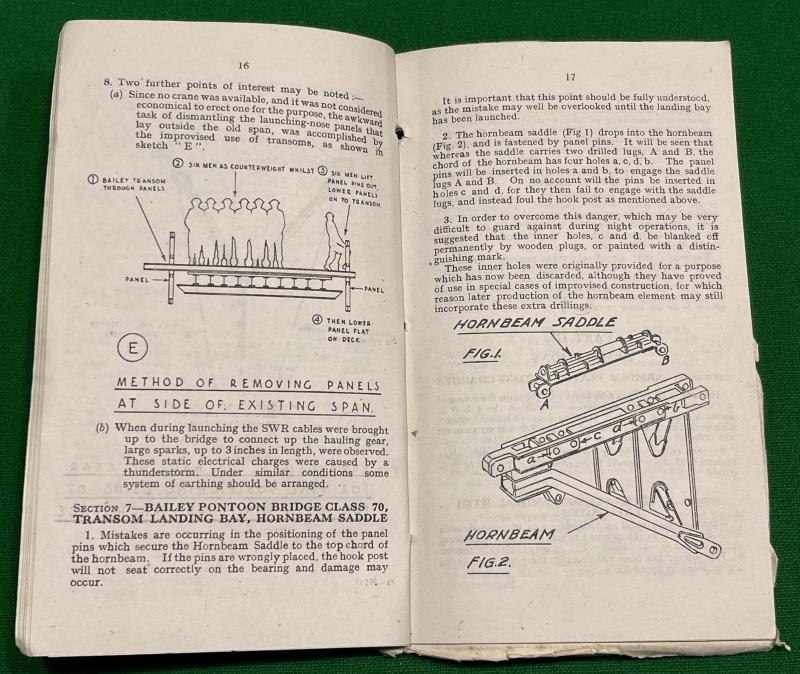 16
8. Two further points of interest may be noted :—
(a) Since no crane was available, and it was not considered
economical to erect one for the purpose, the awkward
task of dismantling the launching-nose panels that
lay outside the old span, was accomplished by
the improvised use of transoms, as shown in
sketch "E".
① BAILEY TRANSOM
THROUGH PANELS
② SIX MEN AS COUNTERWEIGHT WHILST
③ SIX MEN LIFT
PANEL PINS OUT
LOWER PANELS
ON TO TRANSOM
PANEL
PANEL
④ THEN LOWER
PANEL FLAT
ON DECK
E
METHOD OF REMOVING PANELS
AT SIDE OF EXISTING SPAN.
(b) When during launching the SWR cables were brought
up to the bridge to connect up the hauling gear,
large sparks, up to 3 inches in length, were observed.
These static electrical charges were caused by a
thunderstorm. Under similar conditions some
system of earthing should be arranged.
SECTION 7—BAILEY PONTOON BRIDGE CLASS 70,
TRANSOM LANDING BAY, HORNBEAM SADDLE
1. Mistakes are occurring in the positioning of the panel
pins which secure the Hornbeam Saddle to the top chord of
the hornbeam. If the pins are wrongly placed, the hook post
will not seat correctly on the bearing and damage may
occur.
17
It is important that this point should be fully understood,
as the mistake may well be overlooked until the landing bay
has been launched.
2. The hornbeam saddle (Fig 1) drops into the hornbeam
(Fig. 2), and is fastened by panel pins. It will be seen that
whereas the saddle carries two drilled lugs, A and B, the
chord of the hornbeam has four holes a, c, d, b. The panel
pins will be inserted in holes a and b, to engage the saddle
lugs A and B. On no account will the pins be inserted in
holes c and d, for they then fail to engage with the saddle
lugs, and instead foul the hook post as mentioned above.
3. In order to overcome this danger, which may be very
difficult to guard against during night operations, it is
suggested that the inner holes, c and d be blanked off
permanently by wooden plugs, or painted with a distin-
guishing mark.
These inner holes were originally provided for a purpose
which has now been discarded, although they have proved
of use in special cases of improvised construction, for which
reason later production of the hornbeam element may still
incorporate these extra drillings.
HORNBEAM SADDLE
FIG.1.
A
B
a
c
d
b
HORNBEAM
FIG.2.